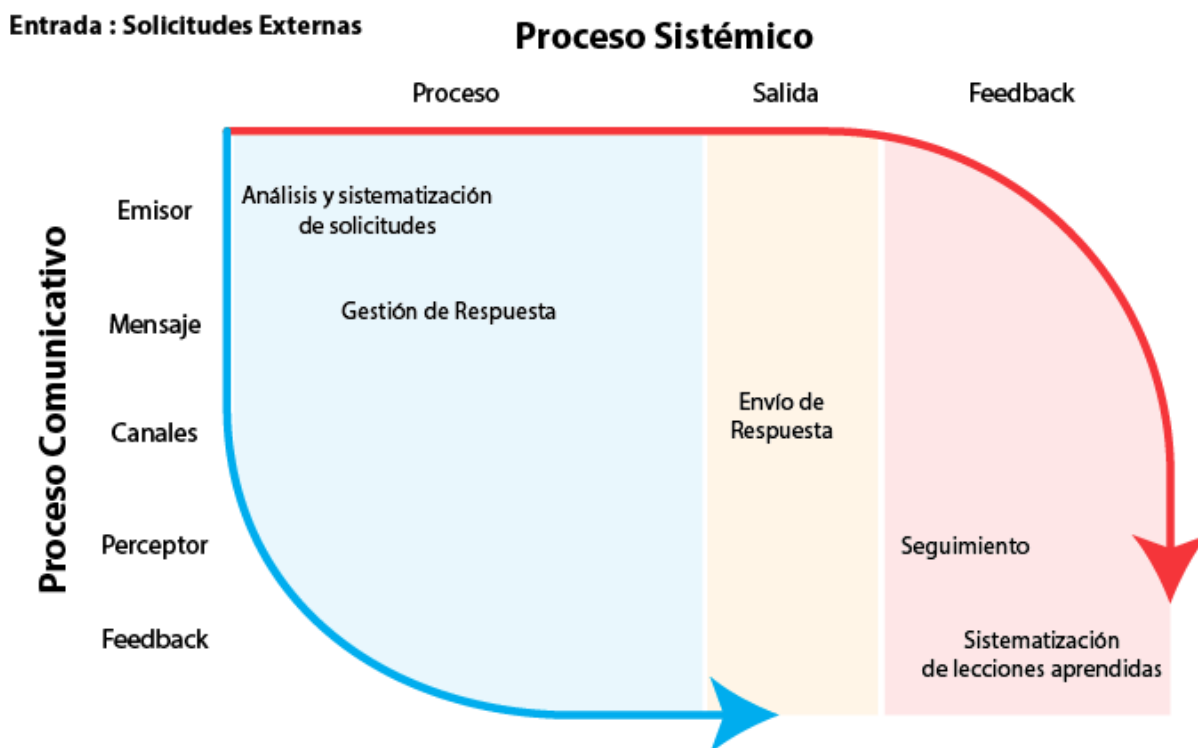 Entrada : Solicitudes Externas
Proceso Sistémico
Proceso
Salida
Feedback
Proceso Comunicativo
Emisor
Análisis y sistematización
de solicitudes
Mensaje
Gestión de Respuesta
Canales
Envío de
Respuesta
Perceptor
Seguimiento
Feedback
Sistematización
de lecciones aprendidas